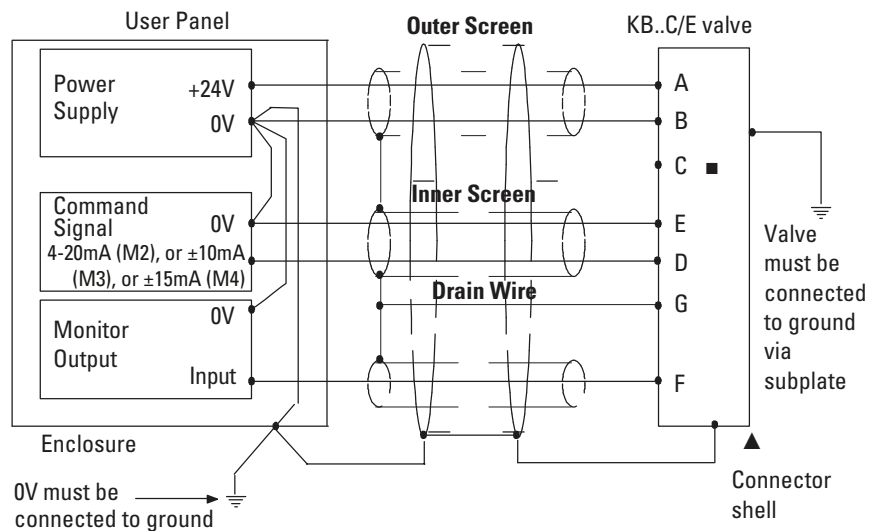 User Panel
Outer Screen
KB..C/E valve
Power
Supply
+24V
0V
A
B
C ■
Inner Screen
Command
Signal
0V
4-20mA (M2), or ±10mA
(M3), or ±15mA (M4)
E
D
Drain Wire
G
Monitor
Output
0V
Input
F
Valve
must be
connected
to ground
via
subplate
Enclosure
0V must be
connected to ground
▲
Connector
shell